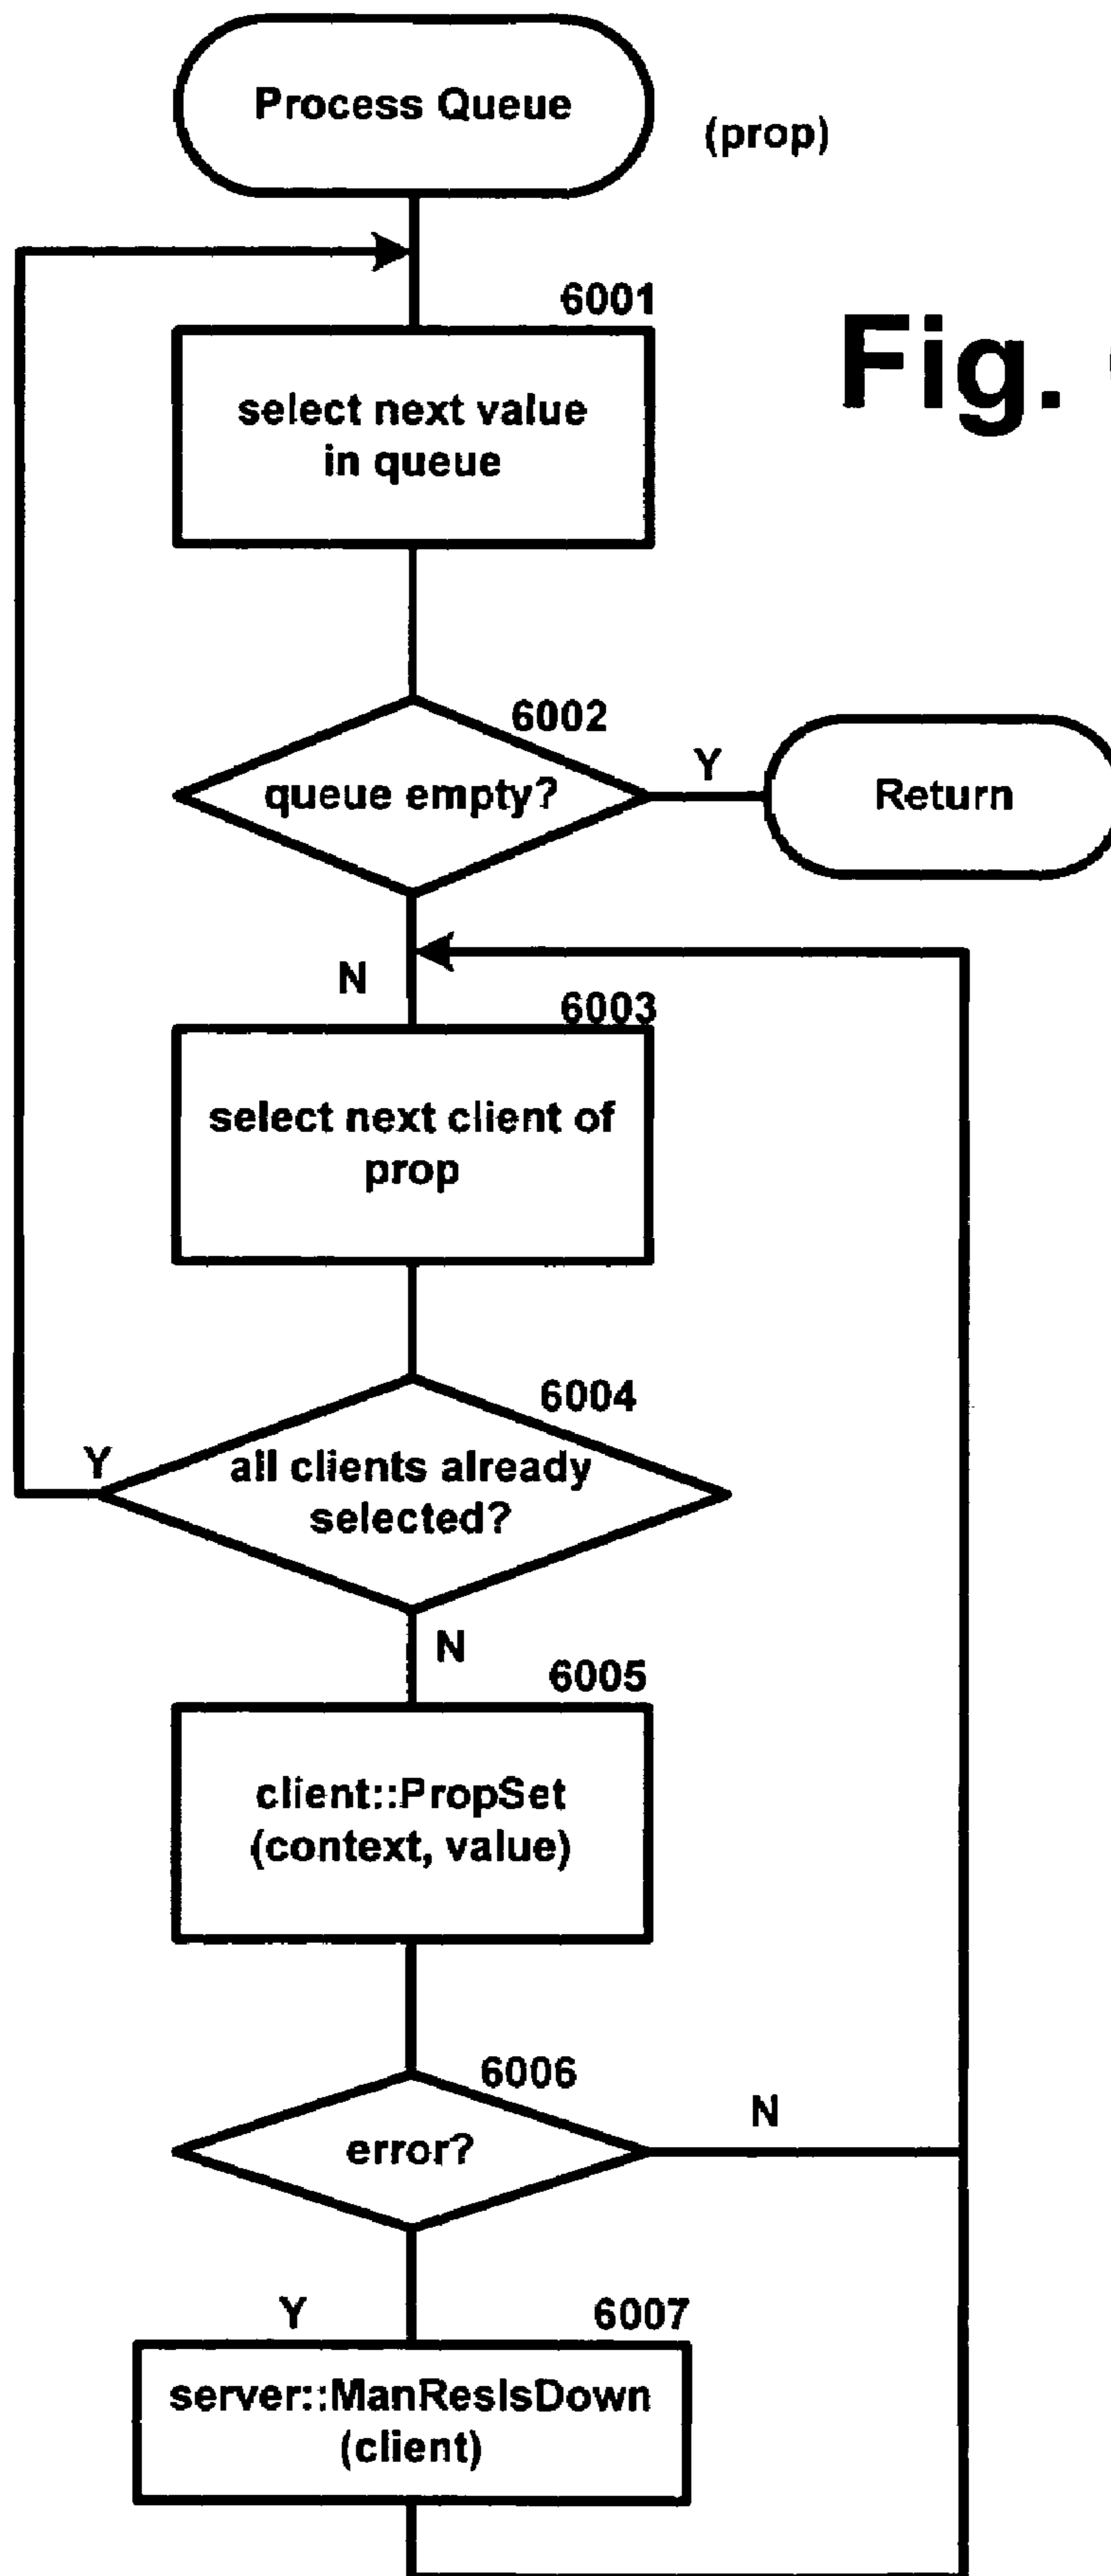 Process Queue
(prop)
6001
Fig.
select next value
in queue
6002
queue empty?
Y
Return
N
6003
select next client of
prop
6004
Y
all clients already
selected?
N
6005
client::PropSet
(context, value)
6006
error?
N
Y
6007
server::ManResIsDown
(client)